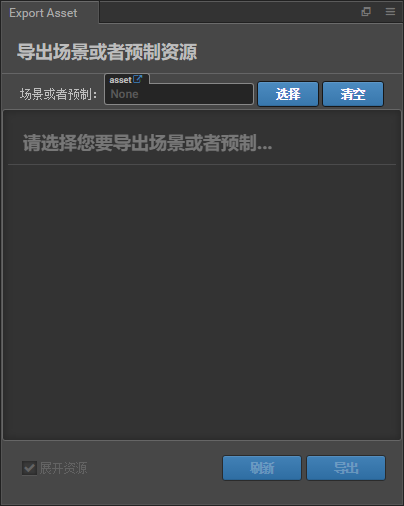 Export Asset
导出场景或者预制资源
场景或者预制：
asset
None
选择
清空
请选择您要导出场景或者预制...
展开资源
刷新
导出